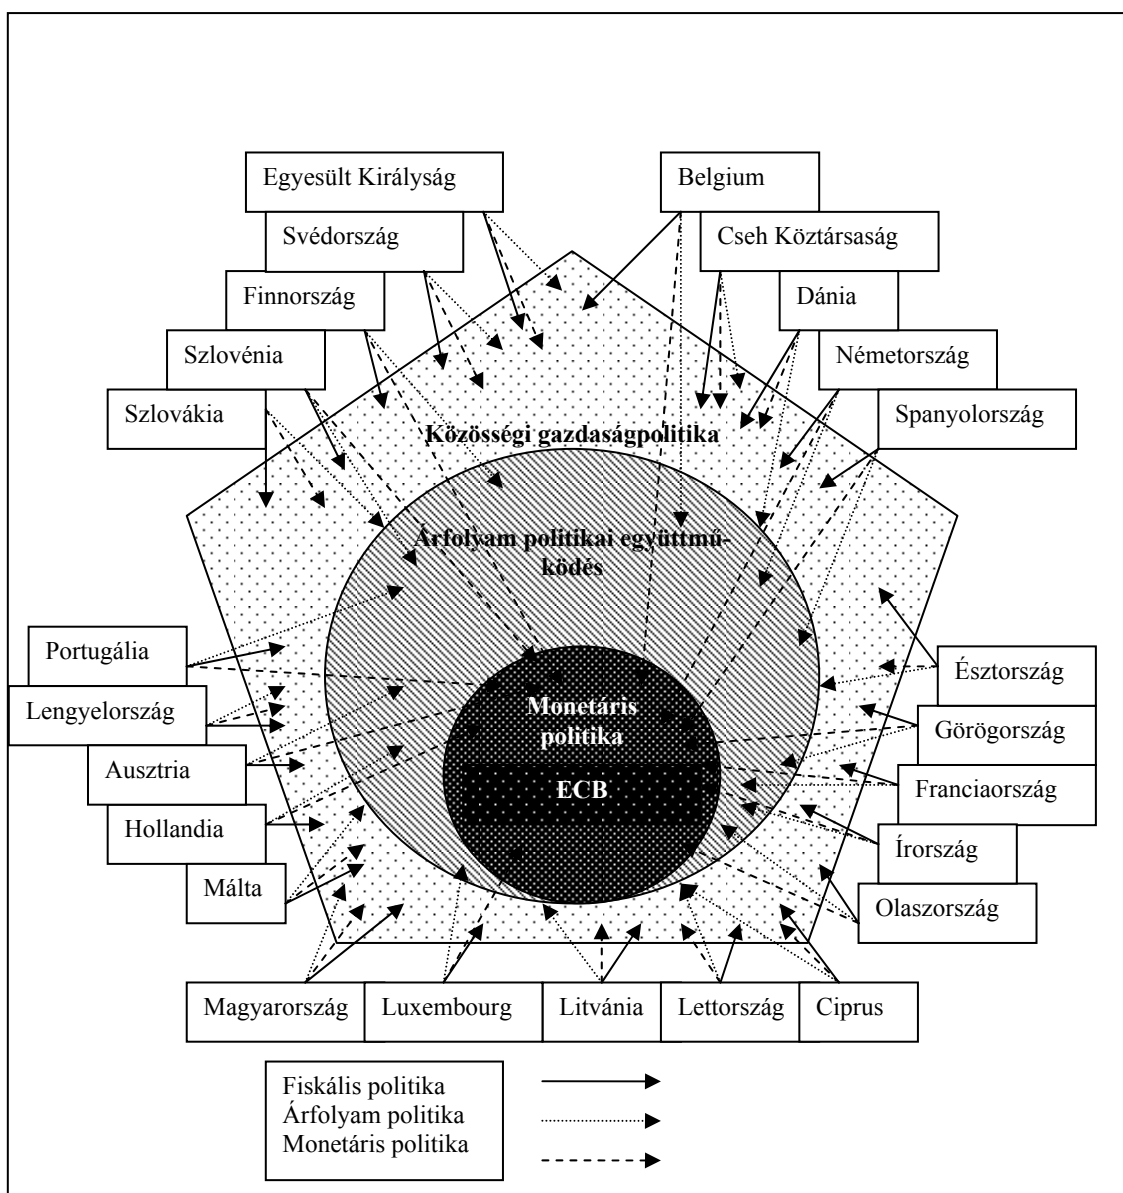 Egyesült Királyság
Belgium
Svédország
Cseh Köztársaság
Finnország
Dánia
Szlovénia
Németország
Szlovákia
Spanyolország
Közösségi gazdaságpolitika
Árfolyam politikai együttmű-
ködés
Portugália
Észtország
Lengyelország
Görögország
Monetáris
politika
Ausztria
Franciaország
ECB
Hollandia
Írország
Málta
Olaszország
Magyarország
Luxembourg
Litvánia
Lettország
Ciprus
Fiskális politika
Árfolyam politika
Monetáris politika